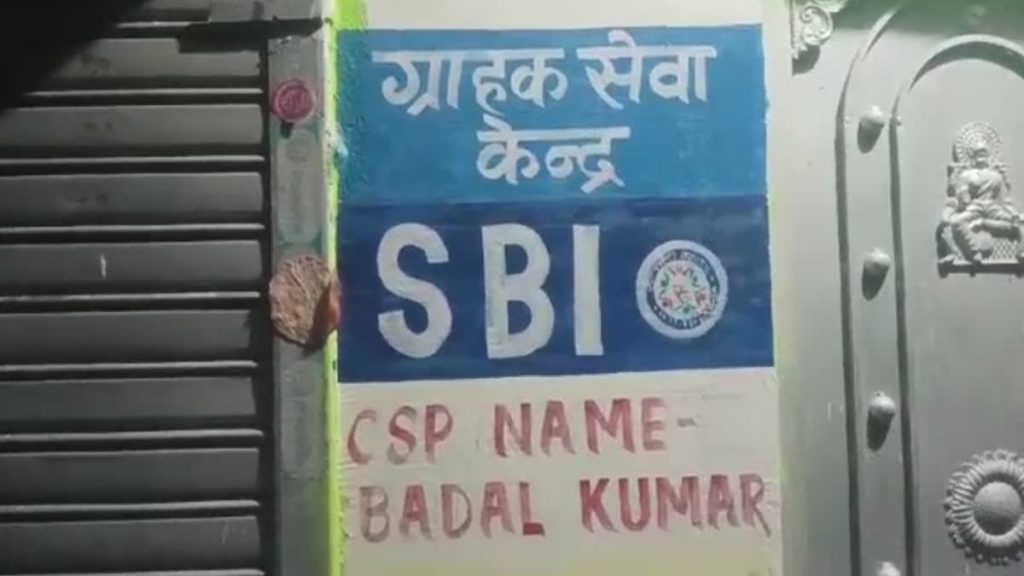 ग्राहक सेवा
केन्द्र
SBI
CSP NAME-
BADAL KUMAR